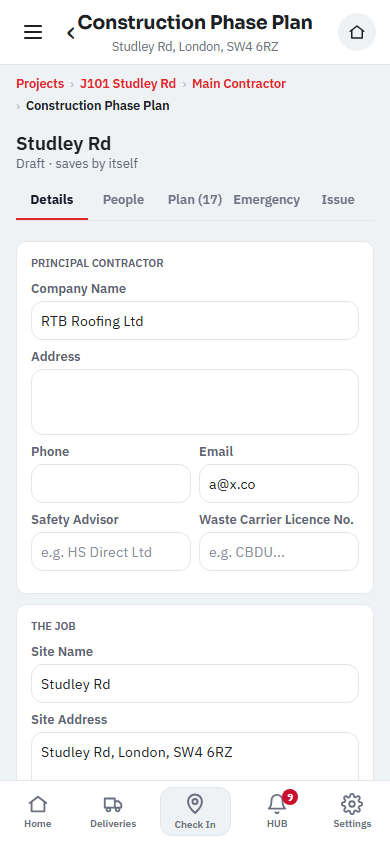 Construction Phase Plan
Studley Rd, London, SW4 6RZ
Projects › J101 Studley Rd › Main Contractor
› Construction Phase Plan
Studley Rd
Draft · saves by itself
Details People Plan (17) Emergency Issue
PRINCIPAL CONTRACTOR
Company Name
RTB Roofing Ltd
Address
Phone Email
a@x.co
Safety Advisor Waste Carrier Licence No.
e.g. HS Direct Ltd e.g. CBDU...
THE JOB
Site Name
Studley Rd
Site Address
Studley Rd, London, SW4 6RZ
9
Home Deliveries Check In HUB Settings